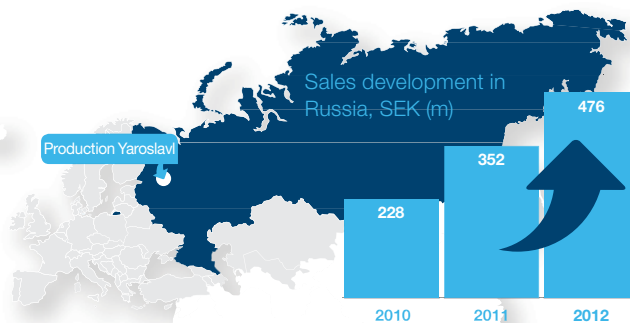 Sales development in
Russia, SEK (m)
Production Yaroslavl
476
352
228
2010
2011
2012